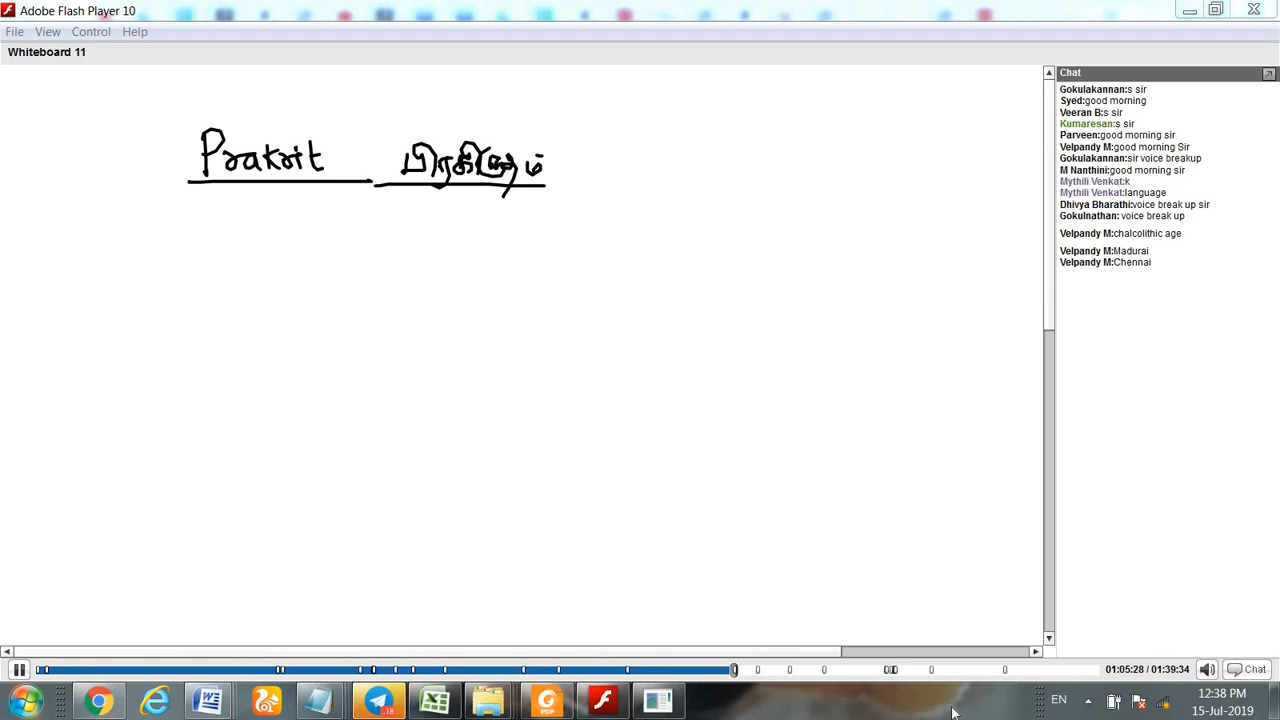 Adobe Flash Player 10
File View Control Help
Whiteboard 11
Prakrit
Chat
Gokulakannan:s sir
Syed:good morning
Veeran B:s sir
Kumaresan:s sir
Parveen:good morning sir
Velpandy M:good morning Sir
Gokulakannan:sir voice breakup
M Nanthini:good morning sir
Mythili Venkat:k
Mythili Venkat:language
Dhivya Bharathi:voice break up sir
Gokulnathan: voice break up
Velpandy M:chalcolithic age
Velpandy M:Madurai
Velpandy M:Chennai
01:05:28 / 01:39:34 Chat
18 PDF EN 12:38 PM
15-Jul-2019